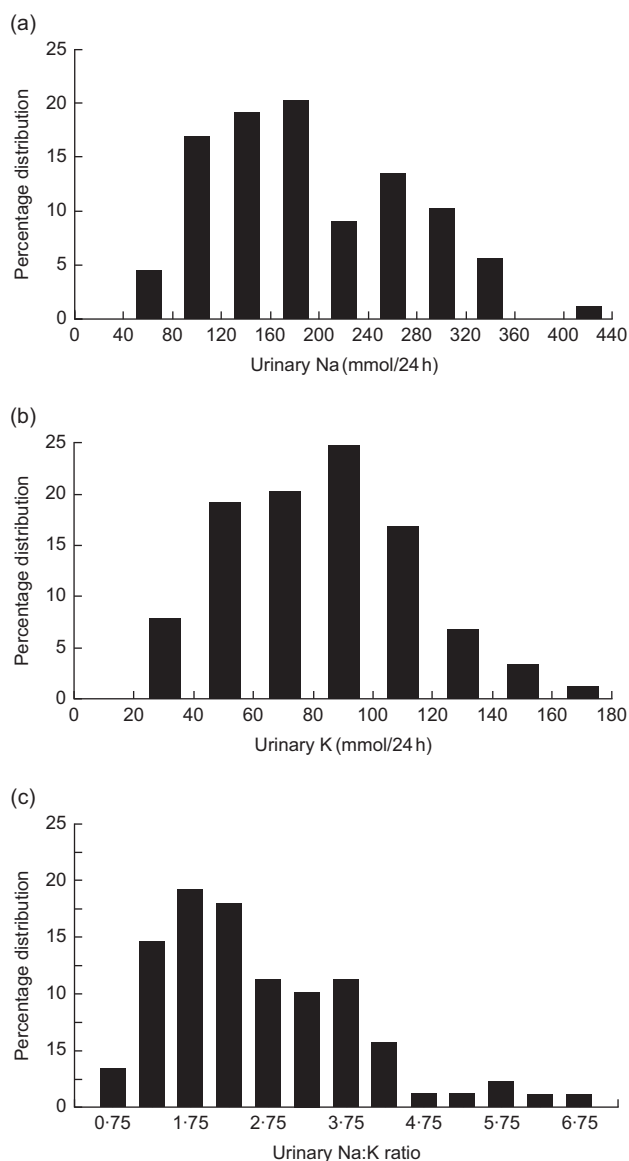 (a)
25
20
15
10
5
0
Percentage distribution
0 40 80 120 160 200 240 280 320 360 400 440
Urinary Na (mmol/24 h)
(b)
25
20
15
10
5
0
Percentage distribution
0 20 40 60 80 100 120 140 160 180
Urinary K (mmol/24 h)
(c)
25
20
15
10
15
0
Percentage distribution
0·75 1·75 2·75 3·75 4·75 5·75 6·75
Urinary Na:K ratio